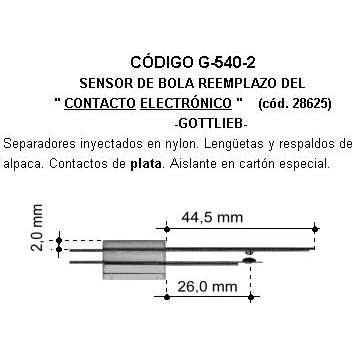 CÓDIGO G-540-2
SENSOR DE BOLA REEMPLAZO DEL
" CONTACTO ELECTRÓNICO " (cód. 28625)
-GOTTLIEB-
Separadores inyectados en nylon. Lengüetas y respaldos de
alpaca. Contactos de plata. Aislante en cartón especial.
44,5 mm
2,0 mm
26,0 mm